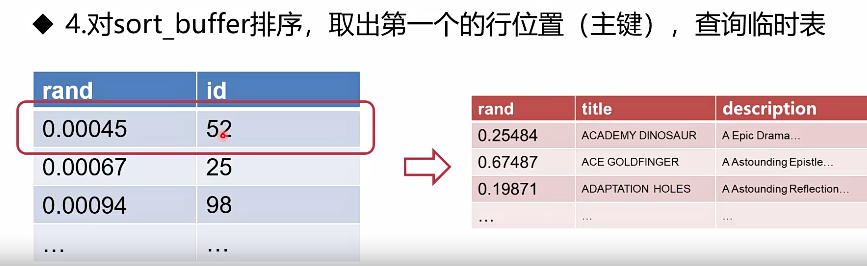 ◆ 4.对sort_buffer排序，取出第一个的行位置（主键），查询临时表
rand id
0.00045 52
0.00067 25
0.00094 98
… …
rand title description
0.25484 ACADEMY DINOSAUR A Epic Drama…
0.67487 ACE GOLDFINGER A Astounding Epistle…
0.19871 ADAPTATION HOLES A Astounding Reflection…
… … …